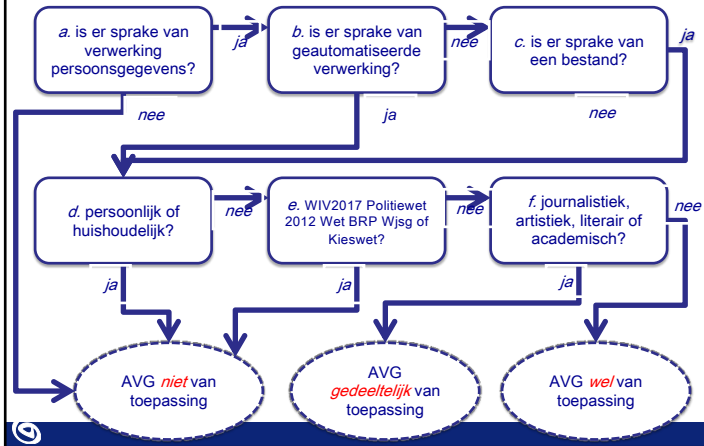 a. is er sprake van
verwerking
persoonsgegevens?
ja
b. is er sprake van
geautomatiseerde
verwerking?
nee
c. is er sprake van
een bestand?
ja
nee
ja
nee
d. persoonlijk of
huishoudelijk?
nee
e. WIV2017 Politiewet
2012 Wet BRP Wjsg of
Kieswet?
nee
f. journalistiek,
artistiek, literair of
academisch?
nee
ja
ja
ja
AVG niet van
toepassing
AVG
gedeeltelijk van
toepassing
AVG wel van
toepassing